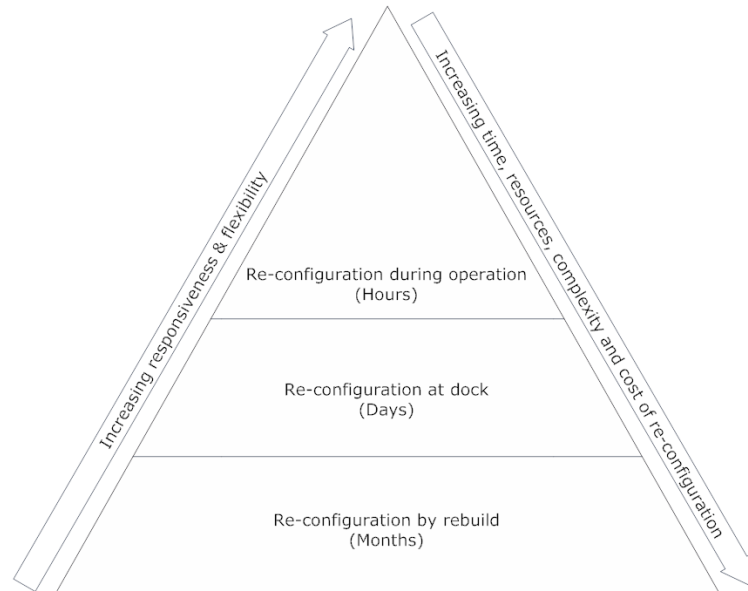 Increasing responsiveness & flexibility
Increasing time, resources, complexity and cost of re-configuration
Re-configuration during operation
(Hours)
Re-configuration at dock
(Days)
Re-configuration by rebuild
(Months)